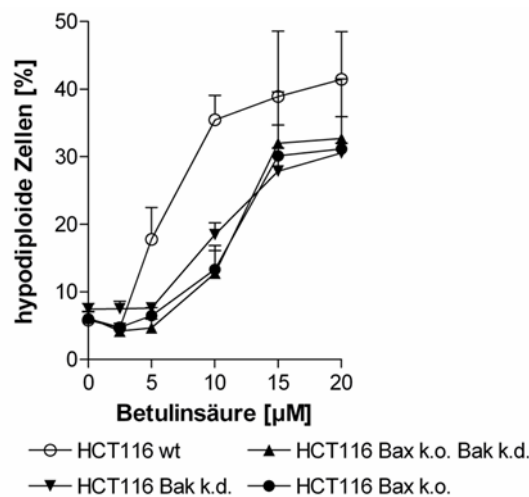 hypodiploide Zellen [%]
50
40
30
20
10
0
0 5 10 15 20
Betulinsäure [µM]
HCT116 wt HCT116 Bax k.o. Bak k.d.
HCT116 Bak k.d. HCT116 Bax k.o.